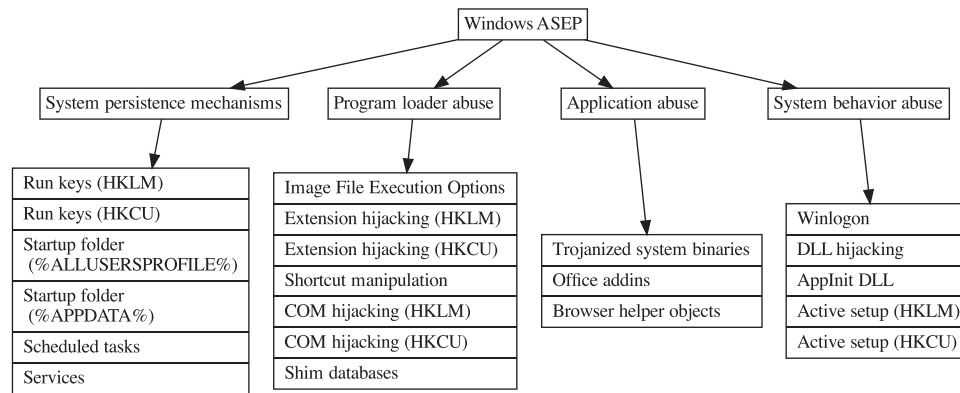 Windows ASEP
System persistence mechanisms
Program loader abuse
Application abuse
System behavior abuse
Run keys (HKLM)
Run keys (HKCU)
Startup folder
(%ALLUSERSPROFILE%)
Startup folder
(%APPDATA%)
Scheduled tasks
Services
Image File Execution Options
Extension hijacking (HKLM)
Extension hijacking (HKCU)
Shortcut manipulation
COM hijacking (HKLM)
COM hijacking (HKCU)
Shim databases
Trojanized system binaries
Office addins
Browser helper objects
Winlogon
DLL hijacking
AppInit DLL
Active setup (HKLM)
Active setup (HKCU)